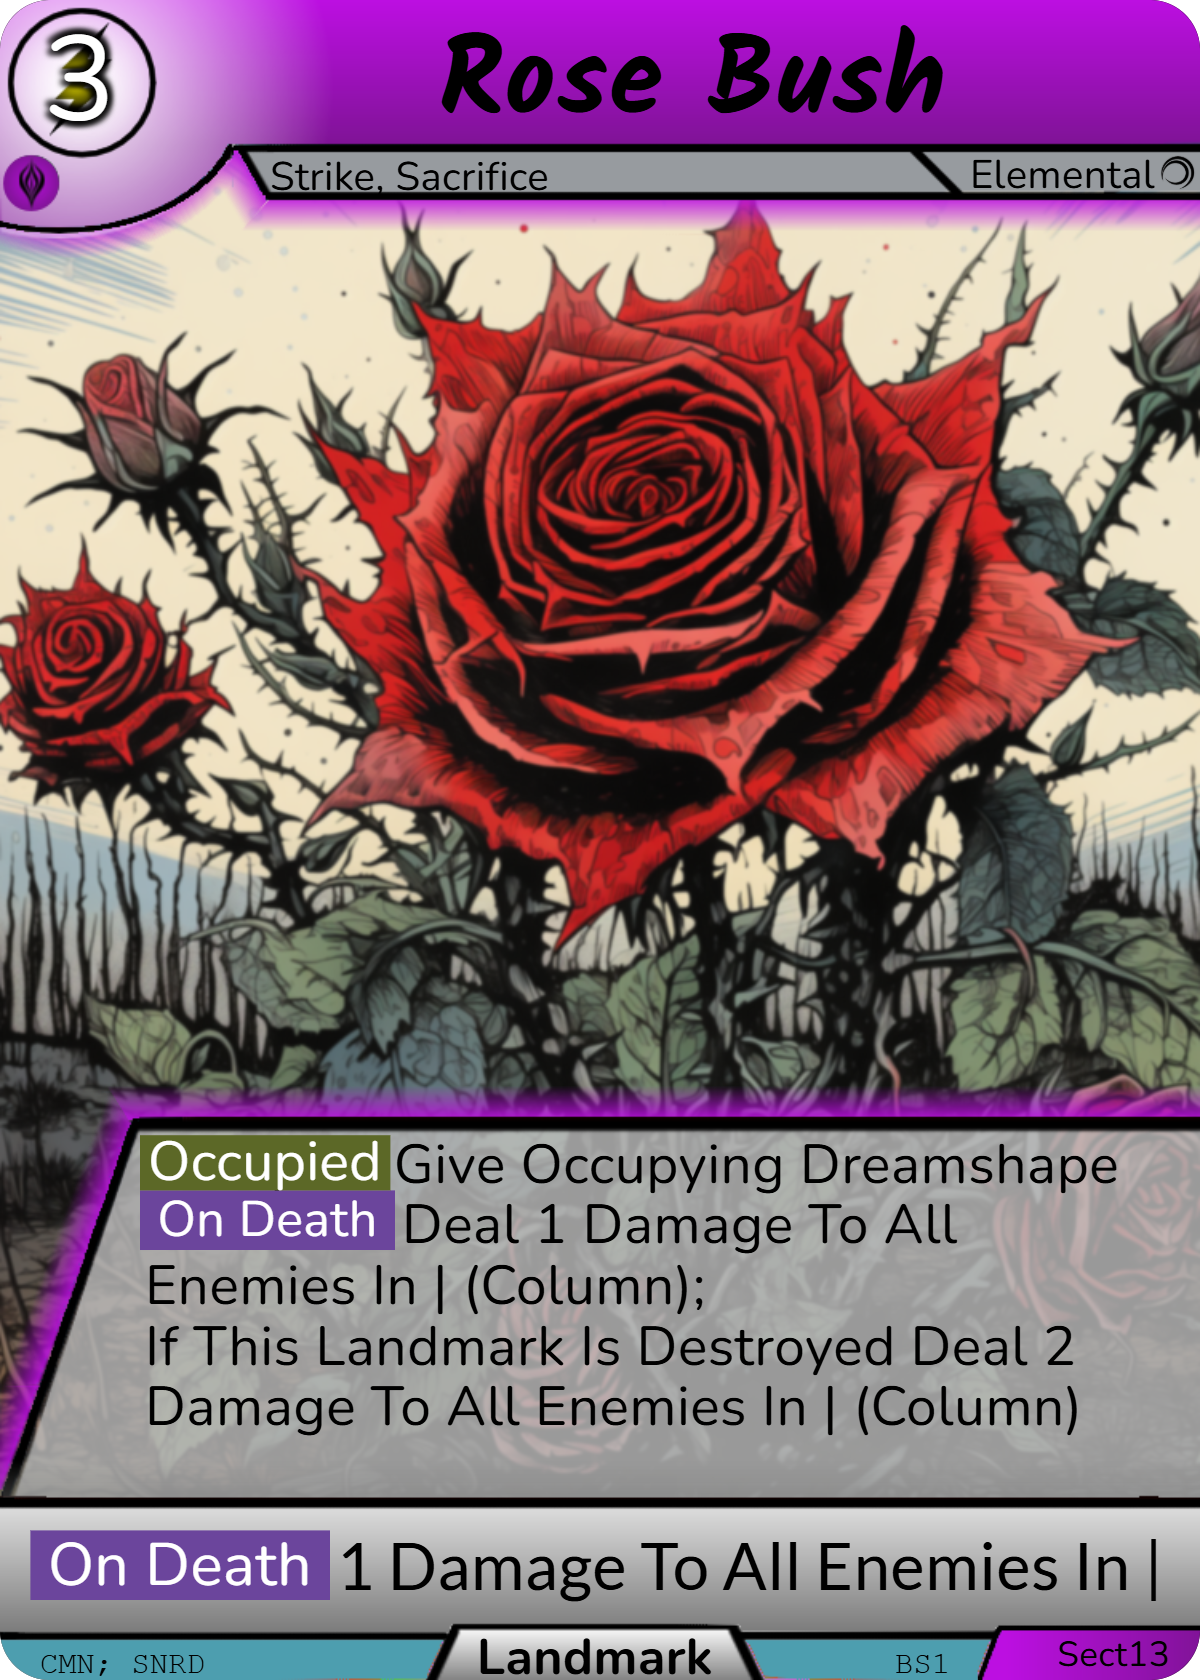 3
Rose Bush
Strike, Sacrifice
Elemental
Occupied Give Occupying Dreamshape
On Death Deal 1 Damage To All
Enemies In | (Column);
If This Landmark Is Destroyed Deal 2
Damage To All Enemies In | (Column)
On Death 1 Damage To All Enemies In |
CMN; SNRD
Landmark
BS1
Sect13